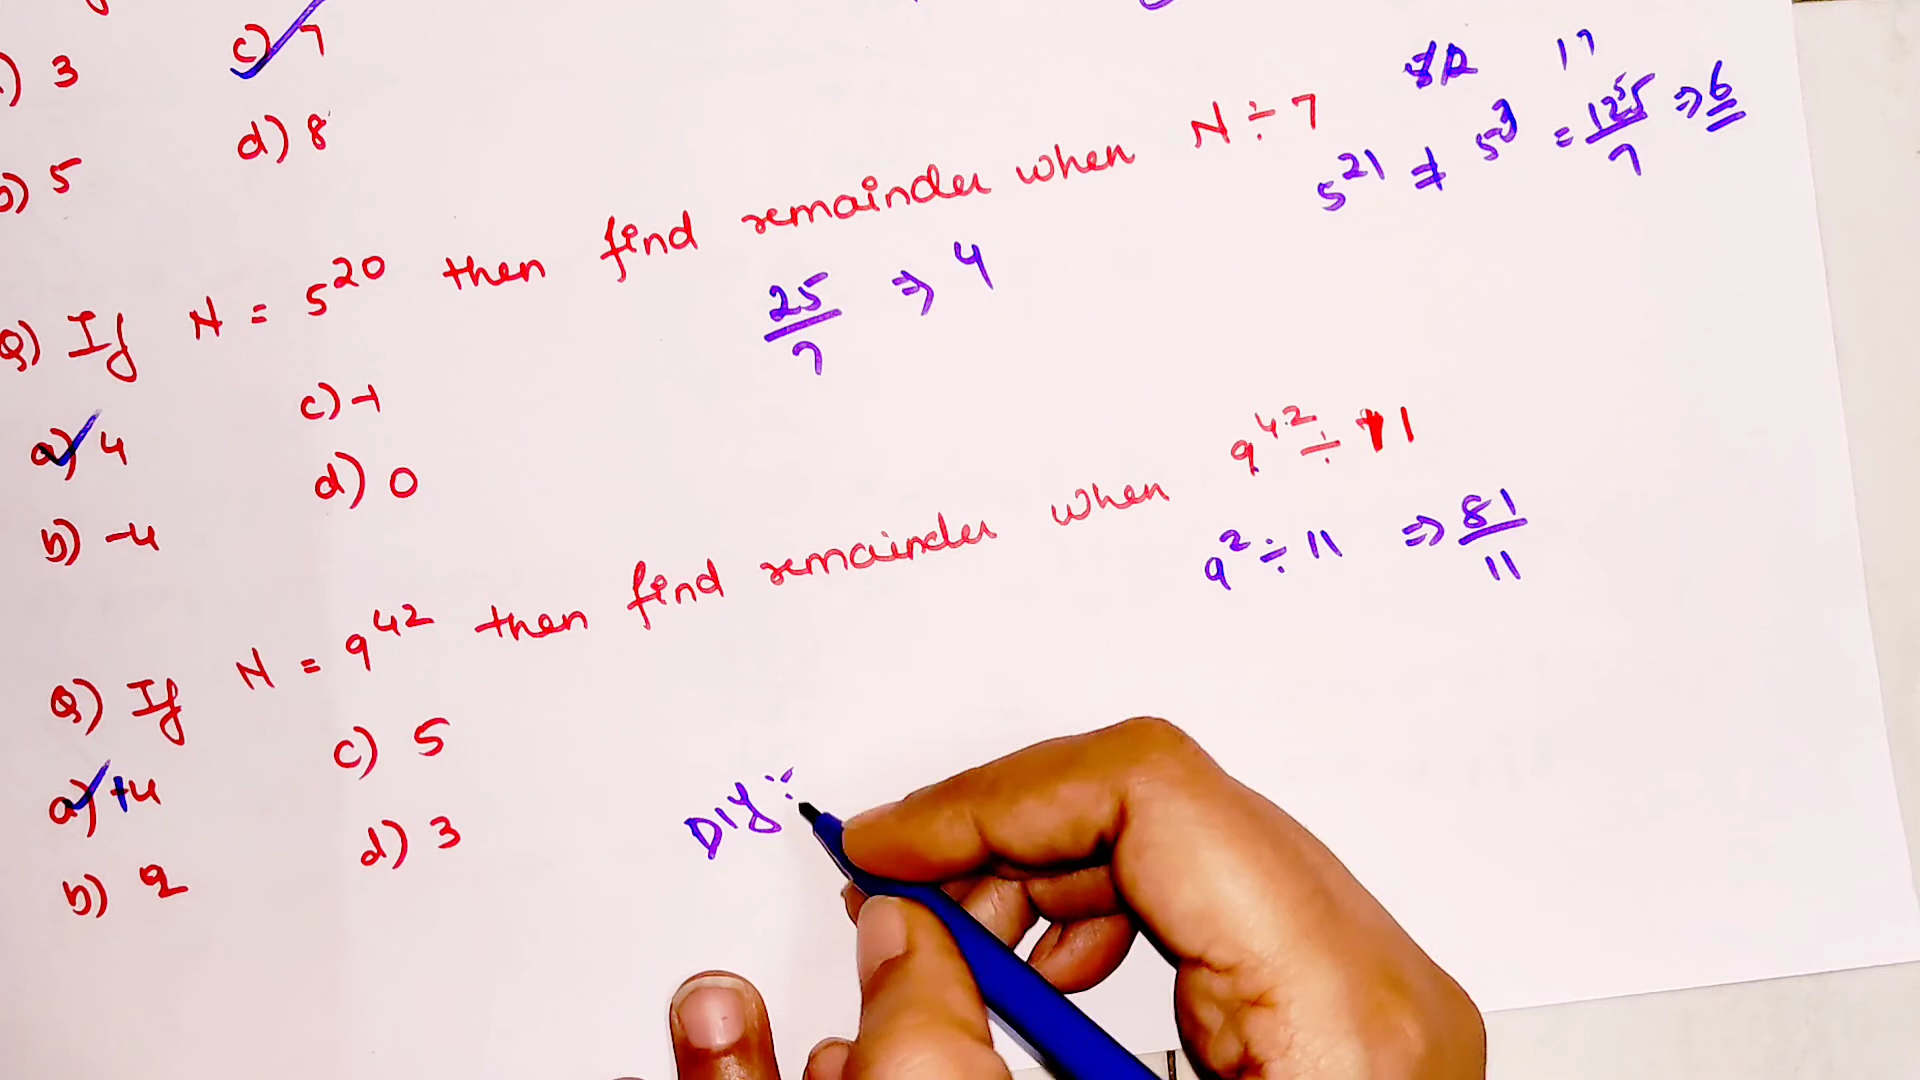 3
c) 7
5
d) 8
Q) If N = 5^20 then find remainder when N ÷ 7
5^21 ⇒ 5^3 = 125/7 ⇒ 6
17
25/7 ⇒ 4
a) 4
c) -1
b) -4
d) 0
Q) If N = 9^42 then find remainder when 9^42 ÷ 11
9^2 ÷ 11 ⇒ 81/11
a) +4
c) 5
b) 2
d) 3
DIY :-